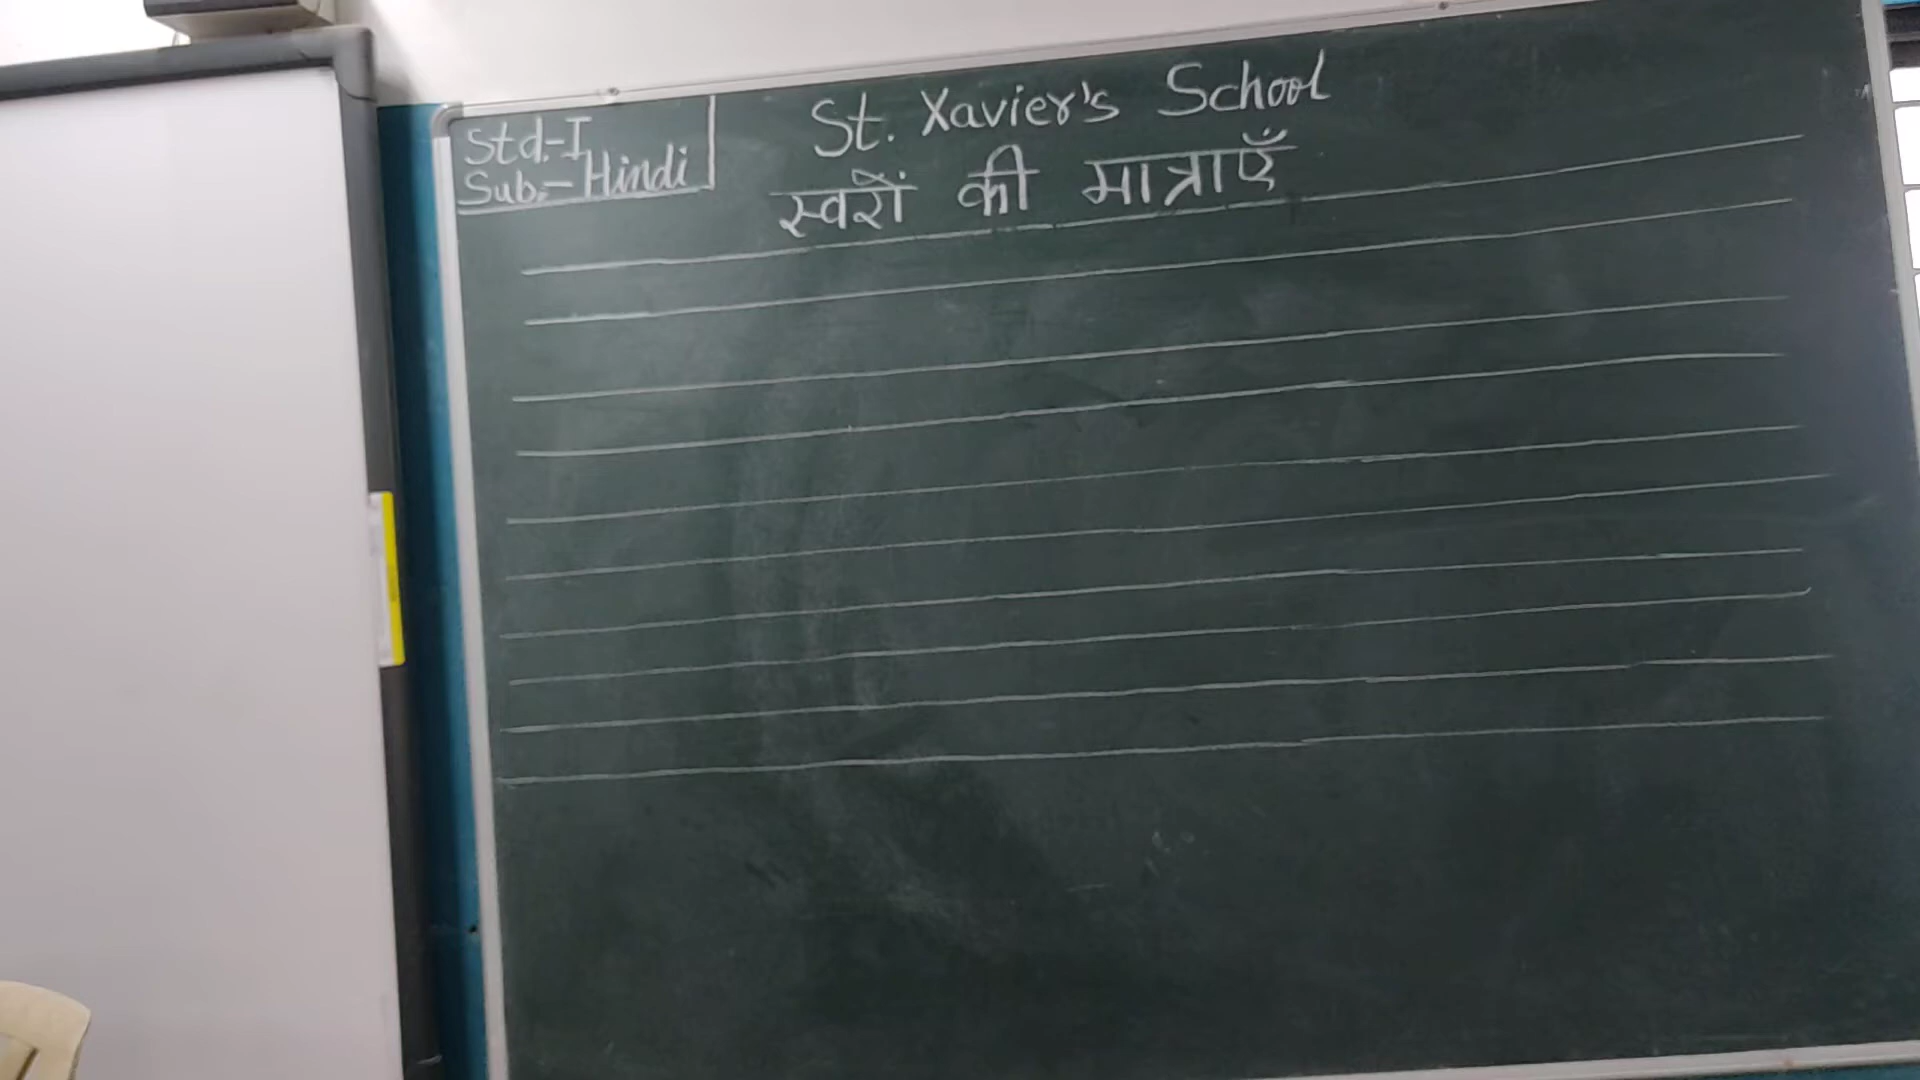 Std.-I
Sub.- Hindi
St. Xavier's School
स्वरों की मात्राएँ